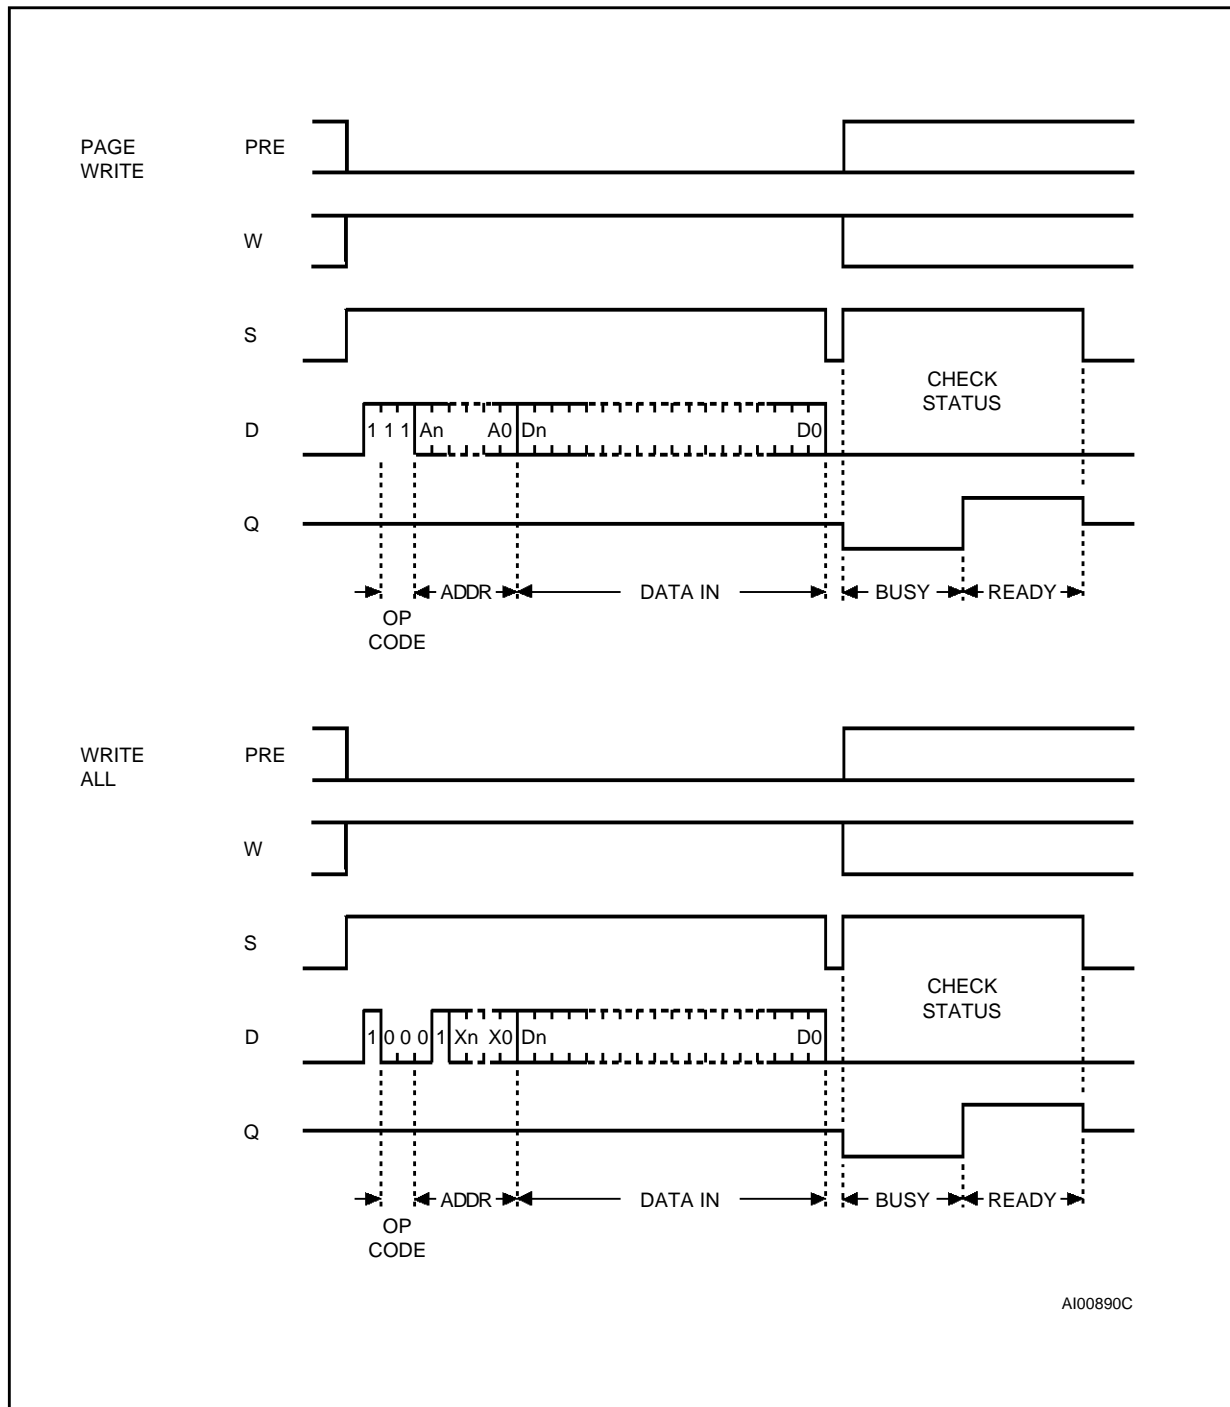 PAGE
WRITE
PRE
W
S
CHECK
STATUS
D
1 1 1 An A0 Dn D0
Q
ADDR DATA IN BUSY READY
OP
CODE
WRITE
ALL
PRE
W
S
CHECK
STATUS
D
1 0 0 0 1 Xn X0 Dn D0
Q
ADDR DATA IN BUSY READY
OP
CODE
AI00890C